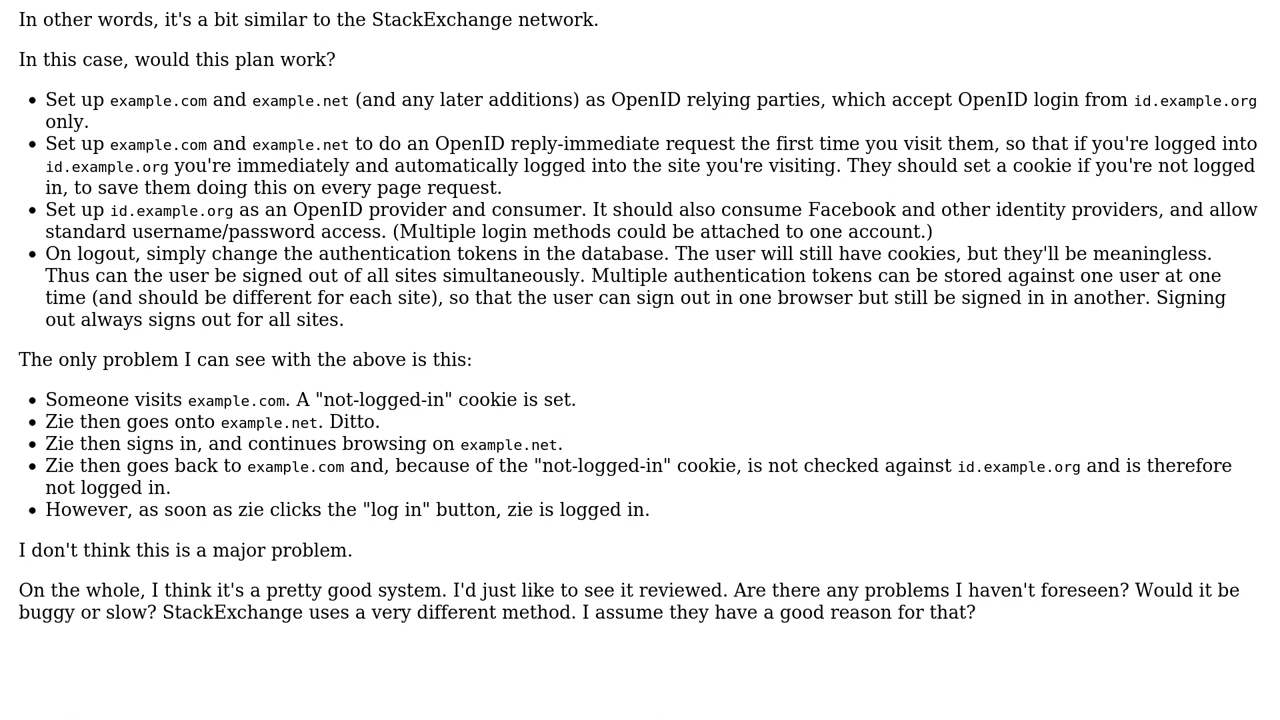 In other words, it's a bit similar to the StackExchange network.
In this case, would this plan work?
• Set up example.com and example.net (and any later additions) as OpenID relying parties, which accept OpenID login from id.example.org
only.
• Set up example.com and example.net to do an OpenID reply-immediate request the first time you visit them, so that if you're logged into
id.example.org you're immediately and automatically logged into the site you're visiting. They should set a cookie if you're not logged
in, to save them doing this on every page request.
• Set up id.example.org as an OpenID provider and consumer. It should also consume Facebook and other identity providers, and allow
standard username/password access. (Multiple login methods could be attached to one account.)
• On logout, simply change the authentication tokens in the database. The user will still have cookies, but they'll be meaningless.
Thus can the user be signed out of all sites simultaneously. Multiple authentication tokens can be stored against one user at one
time (and should be different for each site), so that the user can sign out in one browser but still be signed in in another. Signing
out always signs out for all sites.
The only problem I can see with the above is this:
• Someone visits example.com. A "not-logged-in" cookie is set.
• Zie then goes onto example.net. Ditto.
• Zie then signs in, and continues browsing on example.net.
• Zie then goes back to example.com and, because of the "not-logged-in" cookie, is not checked against id.example.org and is therefore
not logged in.
• However, as soon as zie clicks the "log in" button, zie is logged in.
I don't think this is a major problem.
On the whole, I think it's a pretty good system. I'd just like to see it reviewed. Are there any problems I haven't foreseen? Would it be
buggy or slow? StackExchange uses a very different method. I assume they have a good reason for that?